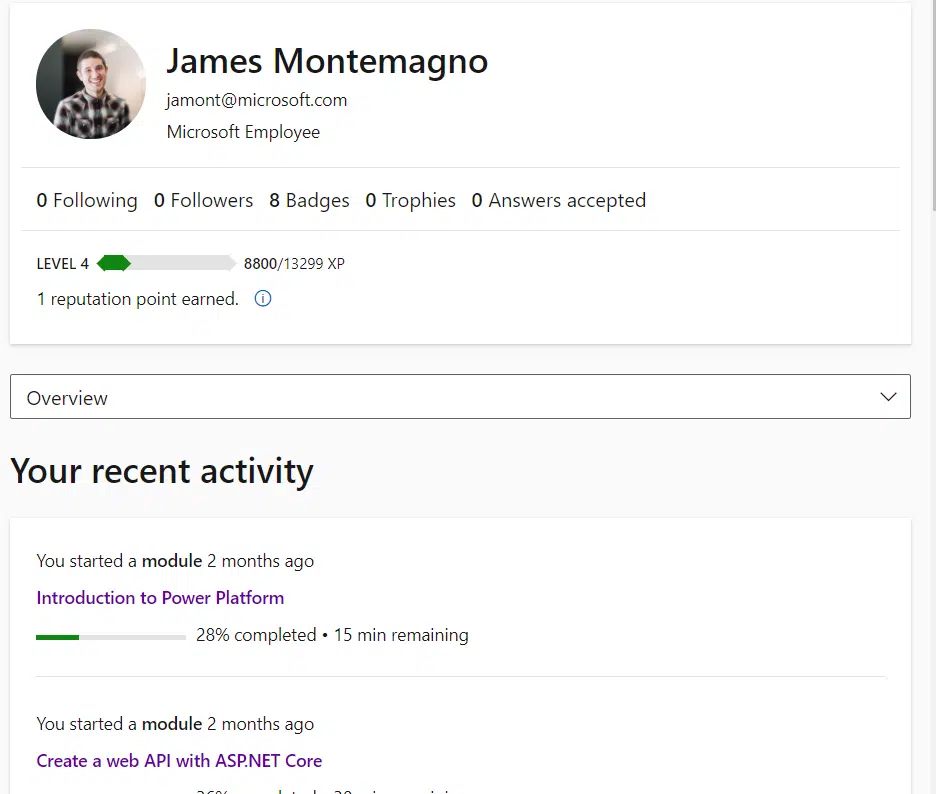 James Montemagno
jamont@microsoft.com
Microsoft Employee
0 Following 0 Followers 8 Badges 0 Trophies 0 Answers accepted
LEVEL 4 8800/13299 XP
1 reputation point earned.
Overview
Your recent activity
You started a module 2 months ago
Introduction to Power Platform
28% completed • 15 min remaining
You started a module 2 months ago
Create a web API with ASP.NET Core